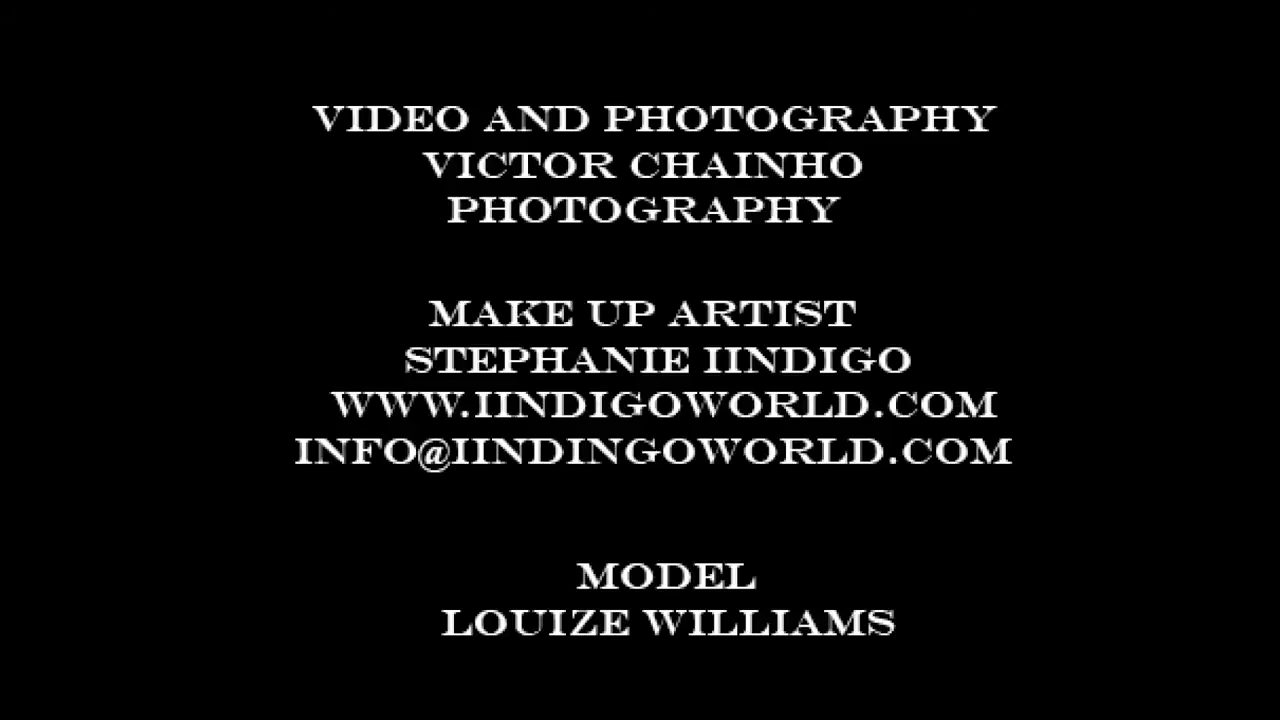 VIDEO AND PHOTOGRAPHY
VICTOR CHAINHO
PHOTOGRAPHY
MAKE UP ARTIST
STEPHANIE IINDIGO
WWW.IINDIGOWORLD.COM
INFO@IINDINGOWORLD.COM
MODEL
LOUIZE WILLIAMS